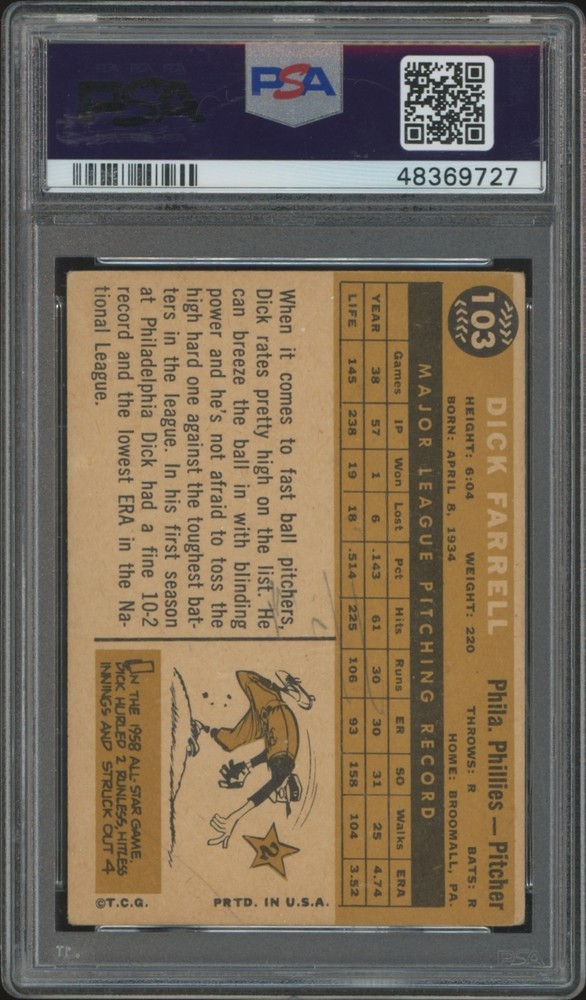 PSA
PSA
48369727
103
DICK FARRELL
Phila. Phillies — Pitcher
HEIGHT: 6:04 WEIGHT: 220 THROWS: R BATS: R
BORN: APRIL 8, 1934 HOME: BROOMALL, PA.
MAJOR LEAGUE PITCHING RECORD
Games IP Won Lost Pct Hits Runs ER SO Walks ERA
YEAR 38 57 1 6 .143 61 30 30 31 25 4.74
LIFE 145 238 19 18 .514 225 106 93 158 104 3.52
When it comes to fast ball pitchers,
Dick rates pretty high on the list. He
can breeze the ball in with blinding
power and he's not afraid to toss the
high hard one against the toughest bat-
ters in the league. In his first season
at Philadelphia Dick had a fine 10-2
record and the lowest ERA in the Na-
tional League.
2
IN THE 1958 ALL-STAR GAME,
DICK HURLED 2 RUNLESS, HITLESS
INNINGS AND STRUCK OUT 4
©T.C.G. PRTD. IN U.S.A.
PSA